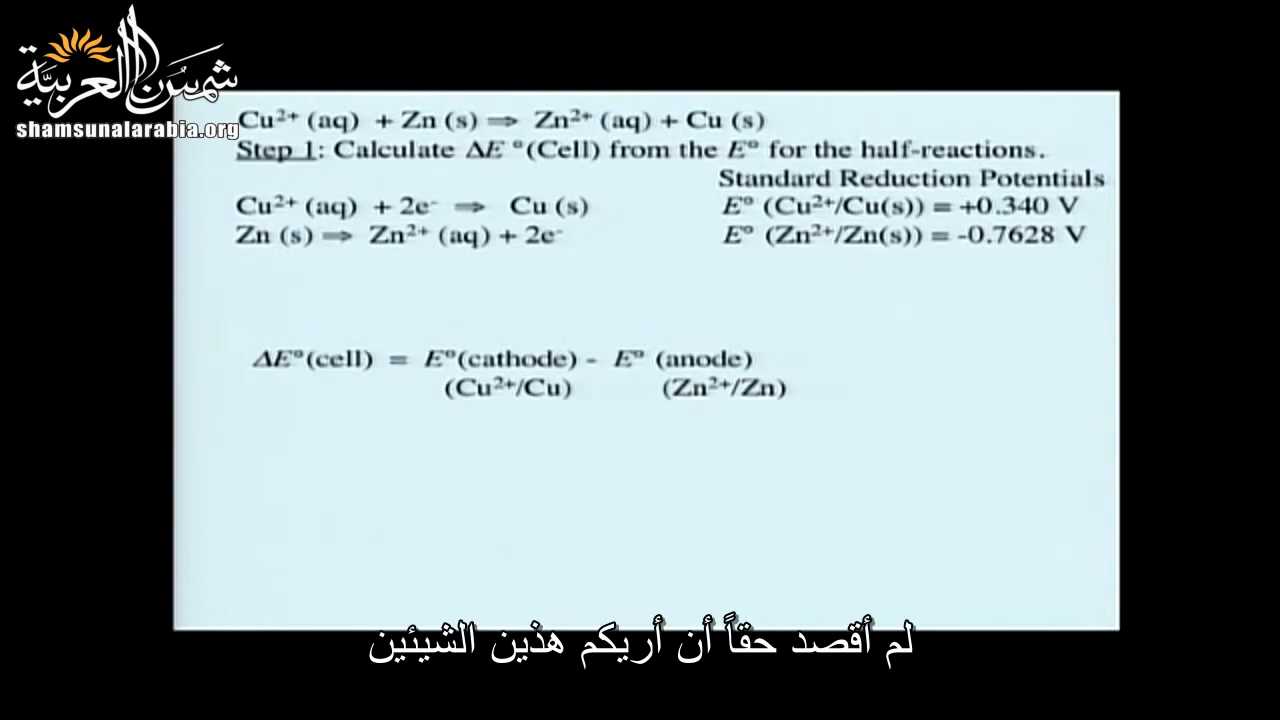 شمس العربية
shamsunalarabia.org
Cu²⁺ (aq) + Zn (s) ⇒ Zn²⁺ (aq) + Cu (s)
Step 1: Calculate ΔE °(Cell) from the E° for the half-reactions.
Standard Reduction Potentials
Cu²⁺ (aq) + 2e⁻ ⇒ Cu (s) E° (Cu²⁺/Cu(s)) = +0.340 V
Zn (s) ⇒ Zn²⁺ (aq) + 2e⁻ E° (Zn²⁺/Zn(s)) = -0.7628 V
ΔE°(cell) = E°(cathode) - E° (anode)
(Cu²⁺/Cu) (Zn²⁺/Zn)
لم أقصد حقاً أن أريكم هذين الشيئين